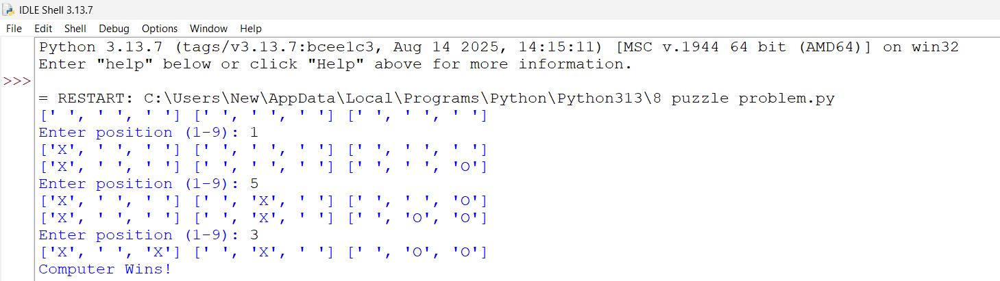 IDLE Shell 3.13.7
File Edit Shell Debug Options Window Help
Python 3.13.7 (tags/v3.13.7:bcee1c3, Aug 14 2025, 14:15:11) [MSC v.1944 64 bit (AMD64)] on win32
Enter "help" below or click "Help" above for more information.
>>>
= RESTART: C:\Users\New\AppData\Local\Programs\Python\Python313\8 puzzle problem.py
[' ', ' ', ' '] [' ', ' ', ' '] [' ', ' ', ' ']
Enter position (1-9): 1
['X', ' ', ' '] [' ', ' ', ' '] [' ', ' ', ' ']
['X', ' ', ' '] [' ', ' ', ' '] [' ', ' ', 'O']
Enter position (1-9): 5
['X', ' ', ' '] [' ', 'X', ' '] [' ', ' ', 'O']
['X', ' ', ' '] [' ', 'X', ' '] [' ', 'O', 'O']
Enter position (1-9): 3
['X', ' ', 'X'] [' ', 'X', ' '] [' ', 'O', 'O']
Computer Wins!